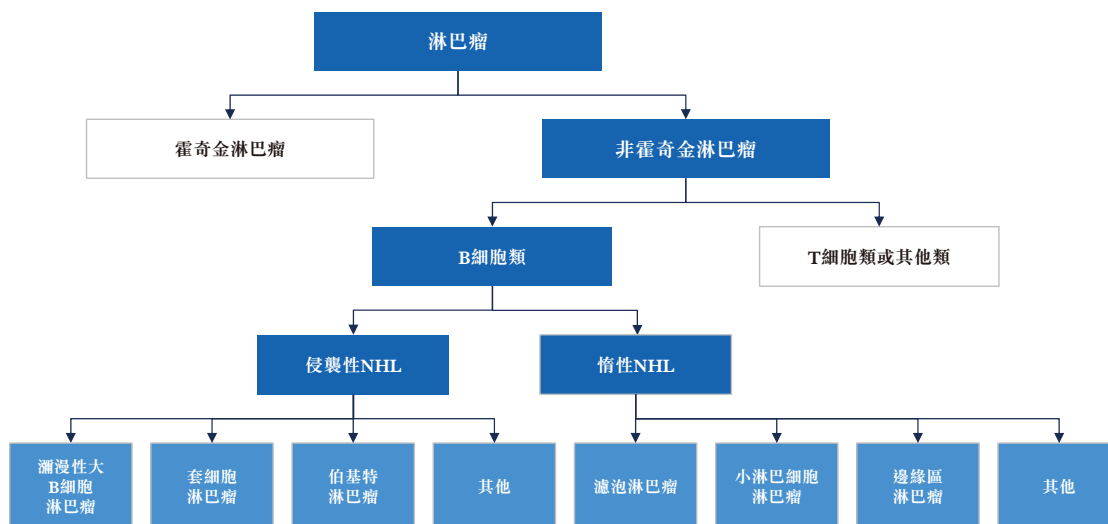 淋巴瘤
霍奇金淋巴瘤
非霍奇金淋巴瘤
B細胞類
T細胞類或其他類
侵襲性NHL
惰性NHL
瀰漫性大
B細胞
淋巴瘤
套細胞
淋巴瘤
伯基特
淋巴瘤
其他
濾泡淋巴瘤
小淋巴細胞
淋巴瘤
邊緣區
淋巴瘤
其他